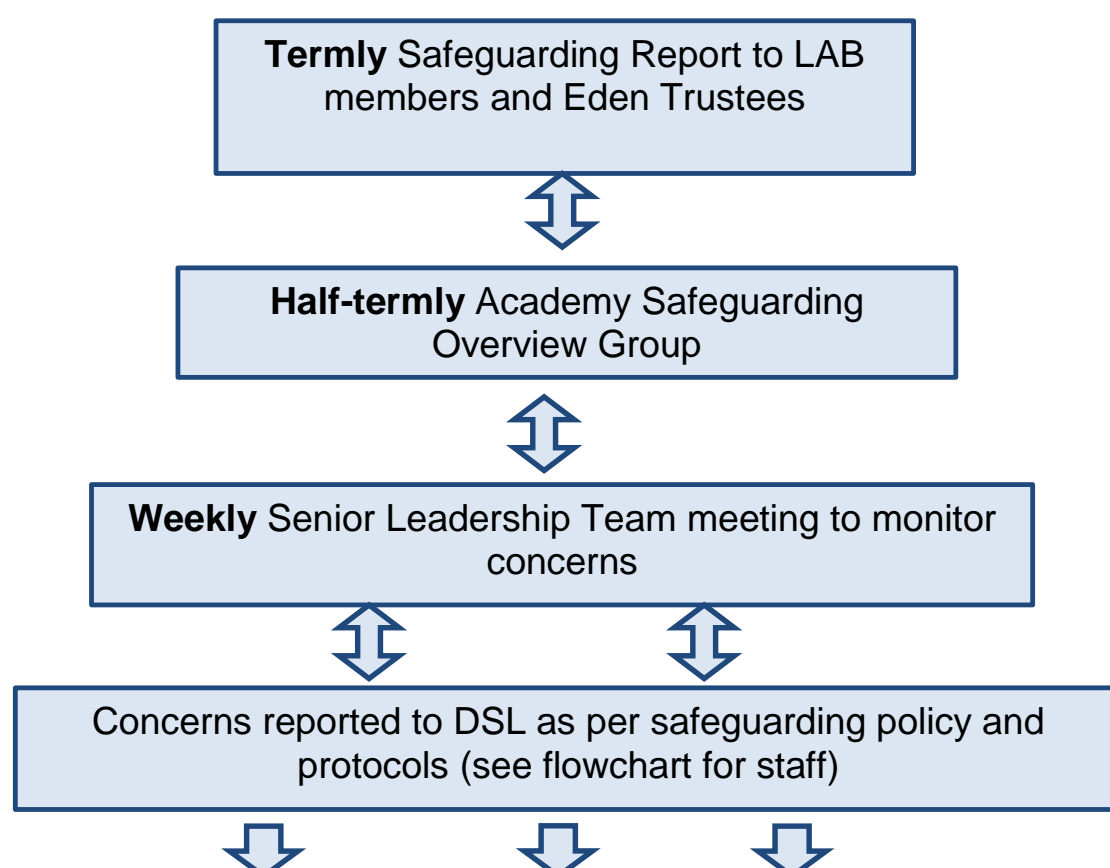 Termly Safeguarding Report to LAB
members and Eden Trustees
Half-termly Academy Safeguarding
Overview Group
Weekly Senior Leadership Team meeting to monitor
concerns
Concerns reported to DSL as per safeguarding policy and
protocols (see flowchart for staff)